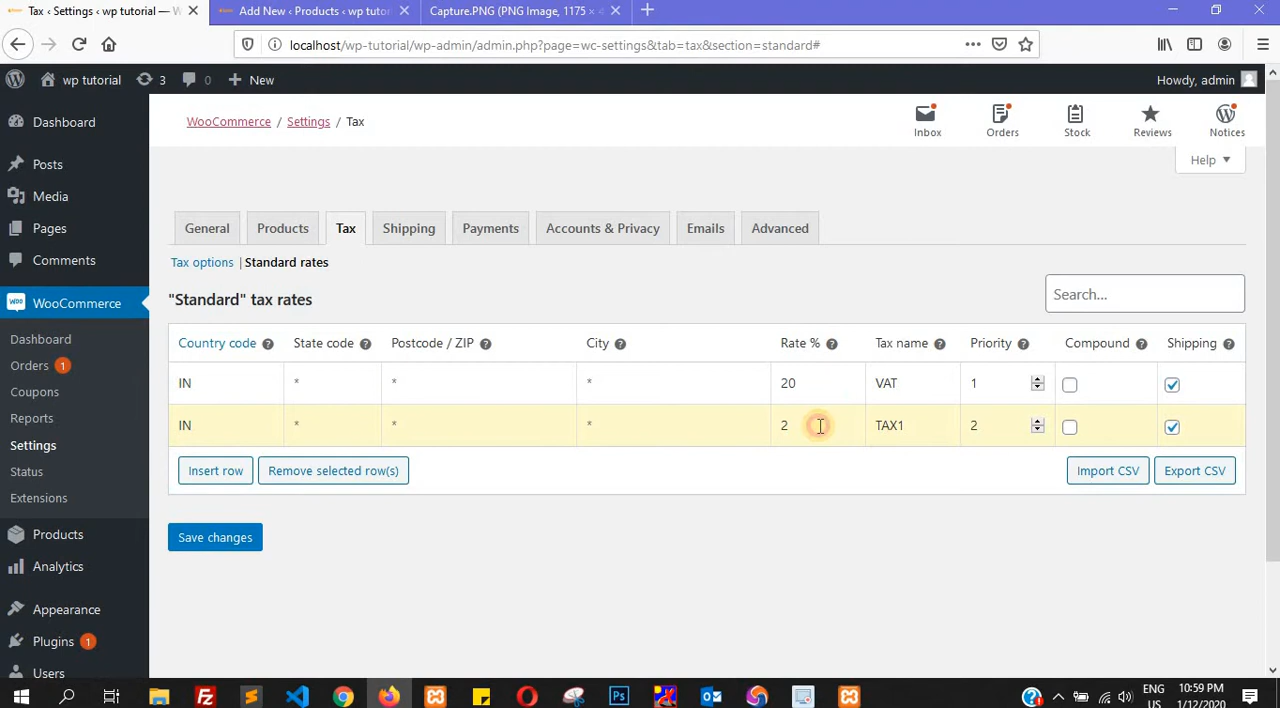 Tax ‹ Settings ‹ wp tutorial — W
Add New ‹ Products ‹ wp tutor
Capture.PNG (PNG Image, 1175 ×
localhost/wp-tutorial/wp-admin/admin.php?page=wc-settings&tab=tax&section=standard#
wp tutorial 3 0 New
Howdy, admin
Dashboard
Posts
Media
Pages
Comments
WooCommerce
Dashboard
Orders 1
Coupons
Reports
Settings
Status
Extensions
Products
Analytics
Appearance
Plugins 1
Users
WooCommerce / Settings / Tax
Inbox Orders Stock Reviews Notices
Help
General Products Tax Shipping Payments Accounts & Privacy Emails Advanced
Tax options | Standard rates
"Standard" tax rates
Search...
Country code ? State code ? Postcode / ZIP ? City ? Rate % ? Tax name ? Priority ? Compound ? Shipping ?
IN * * * 20 VAT 1
IN * * * 2 TAX1 2
Insert row Remove selected row(s) Import CSV Export CSV
Save changes
ENG 10:59 PM
US 1/12/2020